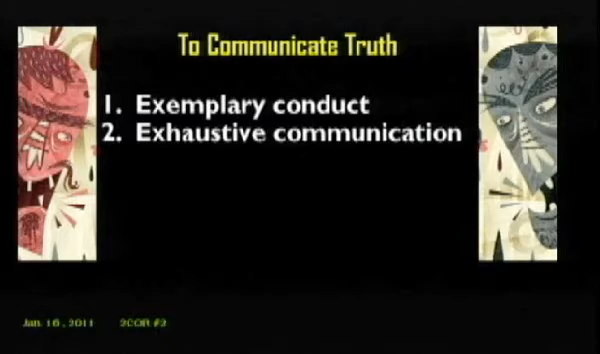 To Communicate Truth
1. Exemplary conduct
2. Exhaustive communication
Jan. 16, 2011 2COR #2